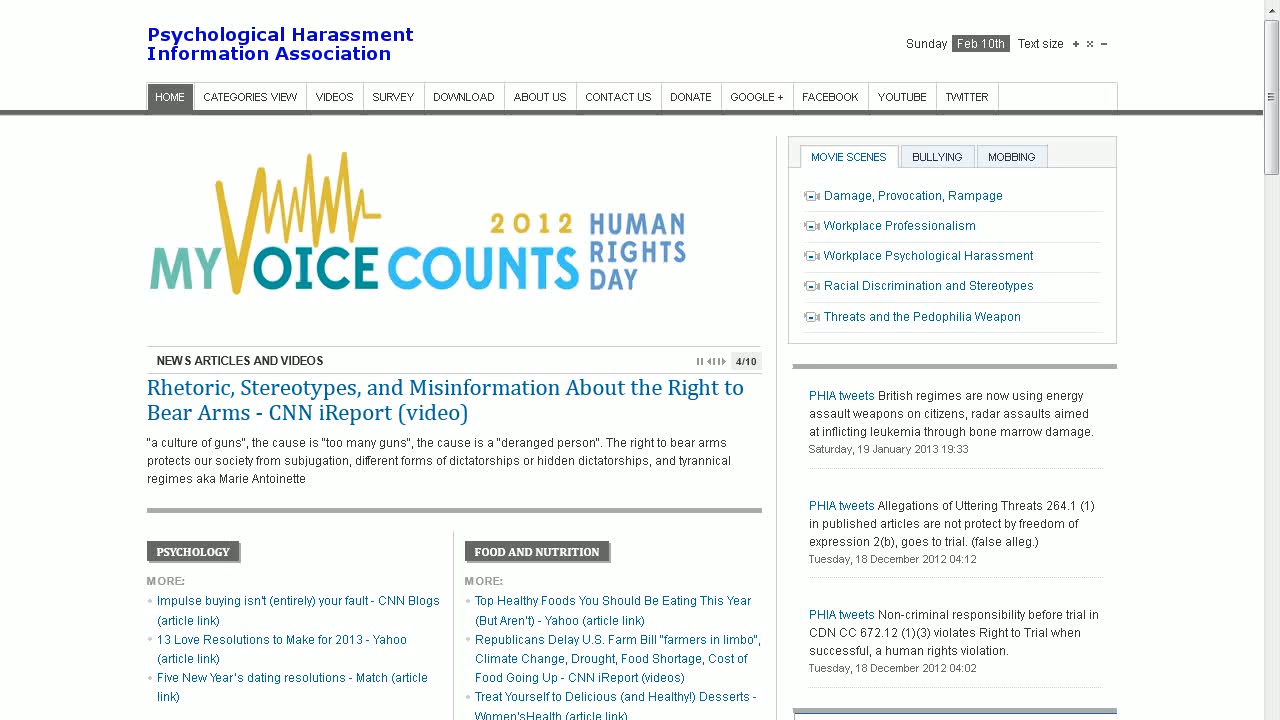 Psychological Harassment
Information Association
Sunday Feb 10th Text size + × −
HOME CATEGORIES VIEW VIDEOS SURVEY DOWNLOAD ABOUT US CONTACT US DONATE GOOGLE + FACEBOOK YOUTUBE TWITTER
MY VOICE COUNTS
2012 HUMAN
RIGHTS
DAY
NEWS ARTICLES AND VIDEOS
4/10
Rhetoric, Stereotypes, and Misinformation About the Right to
Bear Arms - CNN iReport (video)
"a culture of guns", the cause is "too many guns", the cause is a "deranged person". The right to bear arms
protects our society from subjugation, different forms of dictatorships or hidden dictatorships, and tyrannical
regimes aka Marie Antoinette
PSYCHOLOGY
MORE:
Impulse buying isn't (entirely) your fault - CNN Blogs
(article link)
13 Love Resolutions to Make for 2013 - Yahoo
(article link)
Five New Year's dating resolutions - Match (article
link)
FOOD AND NUTRITION
MORE:
Top Healthy Foods You Should Be Eating This Year
(But Aren't) - Yahoo (article link)
Republicans Delay U.S. Farm Bill "farmers in limbo",
Climate Change, Drought, Food Shortage, Cost of
Food Going Up - CNN iReport (videos)
Treat Yourself to Delicious (and Healthy!) Desserts -
Women'sHealth (article link)
MOVIE SCENES BULLYING MOBBING
Damage, Provocation, Rampage
Workplace Professionalism
Workplace Psychological Harassment
Racial Discrimination and Stereotypes
Threats and the Pedophilia Weapon
PHIA tweets British regimes are now using energy
assult weapons on citizens, radar assaults aimed
at inflicting leukemia through bone marrow damage.
Saturday, 19 January 2013 19:33
PHIA tweets Allegations of Uttering Threats 264.1 (1)
in published articles are not protect by freedom of
expression 2(b), goes to trial. (false alleg.)
Tuesday, 18 December 2012 04:12
PHIA tweets Non-criminal responsibility before trial in
CDN CC 672.12 (1)(3) violates Right to Trial when
successful, a human rights violation.
Tuesday, 18 December 2012 04:02